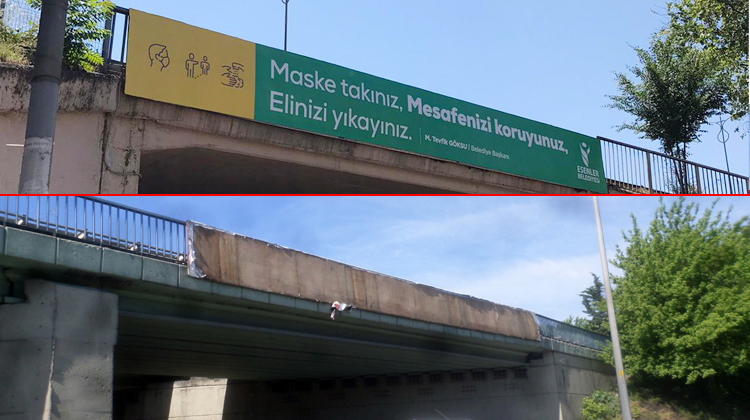 Maske takınız, Mesafenizi koruyunuz,
Elinizi yıkayınız.
M. Tevfik GÖKSU | Belediye Başkanı
ESENLER
BELEDİYESİ